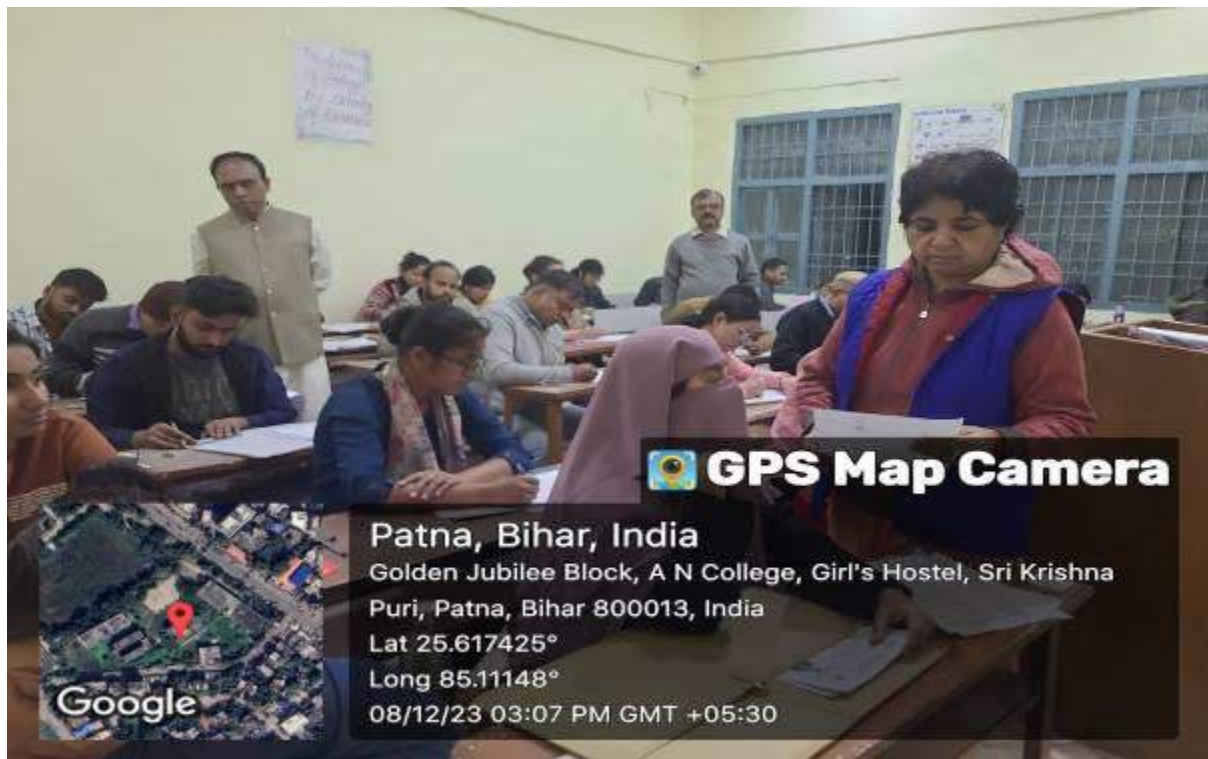 GPS Map Camera
Patna, Bihar, India
Golden Jubilee Block, A N College, Girl's Hostel, Sri Krishna
Puri, Patna, Bihar 800013, India
Lat 25.617425°
Long 85.11148°
08/12/23 03:07 PM GMT +05:30
Google